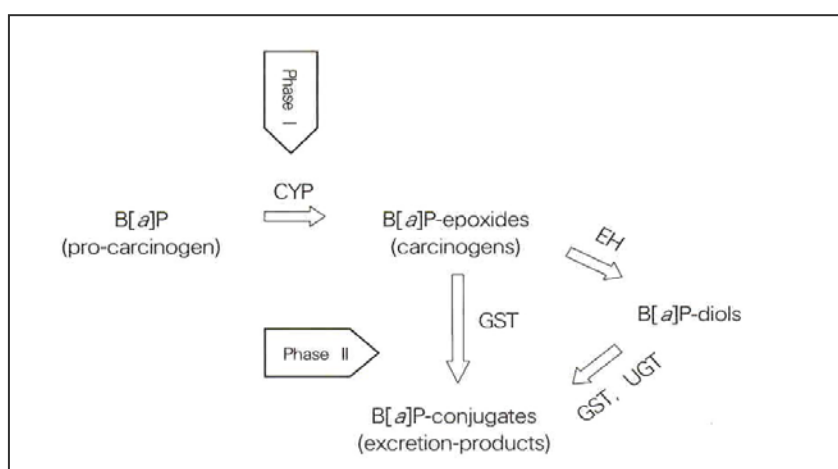 Phase I
CYP
B[a]P
(pro-carcinogen)
B[a]P-epoxides
(carcinogens)
EH
GST
B[a]P-diols
Phase II
GST, UGT
B[a]P-conjugates
(excretion-products)